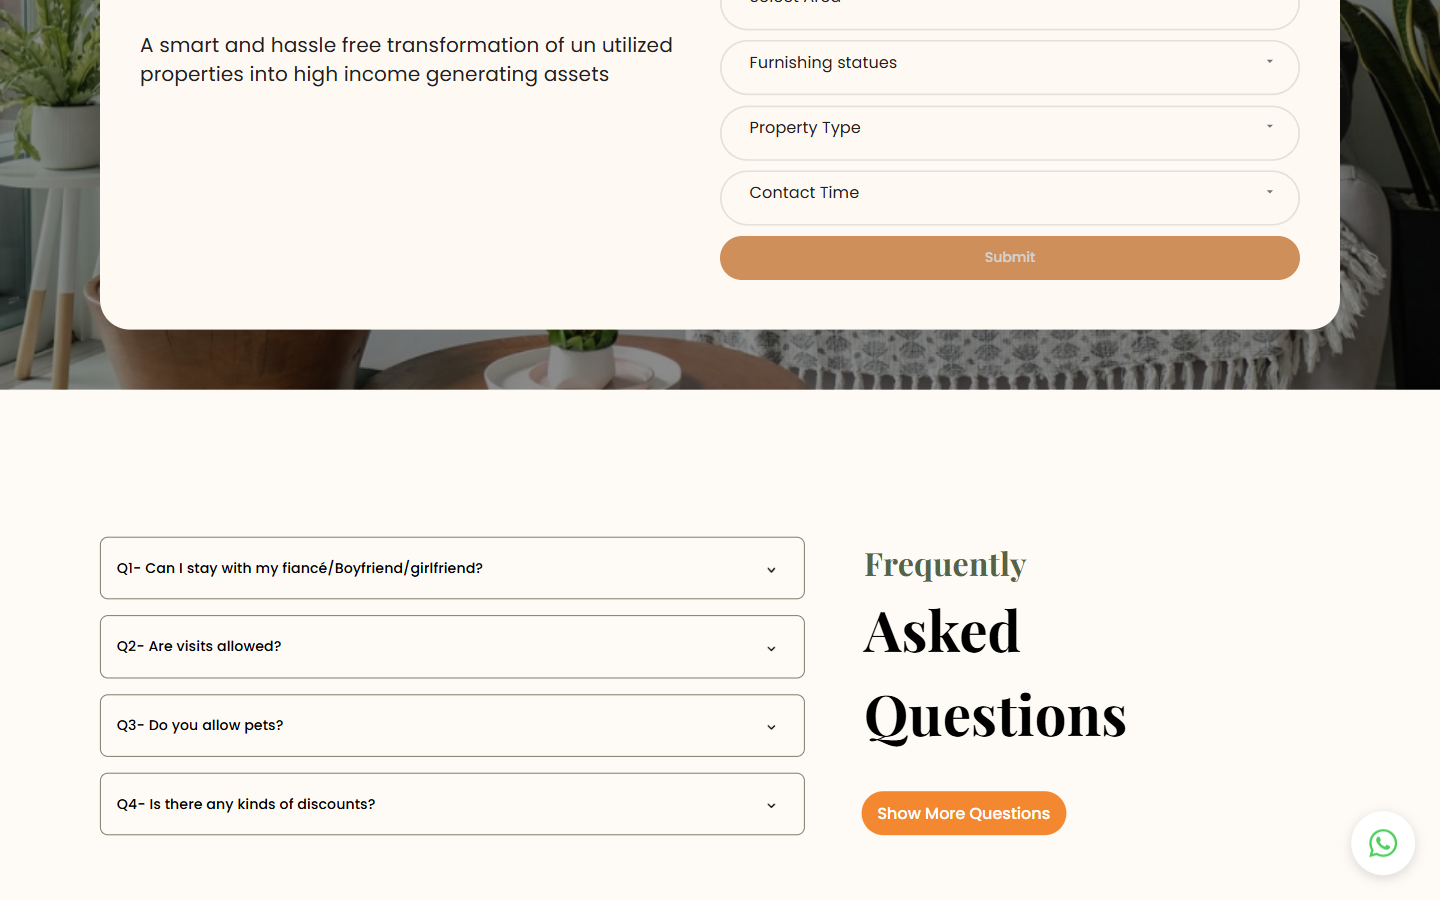 Select Area
A smart and hassle free transformation of un utilized
properties into high income generating assets
Furnishing statues
Property Type
Contact Time
Submit
Q1- Can I stay with my fiancé/Boyfriend/girlfriend?
Q2- Are visits allowed?
Q3- Do you allow pets?
Q4- Is there any kinds of discounts?
Frequently
Asked
Questions
Show More Questions